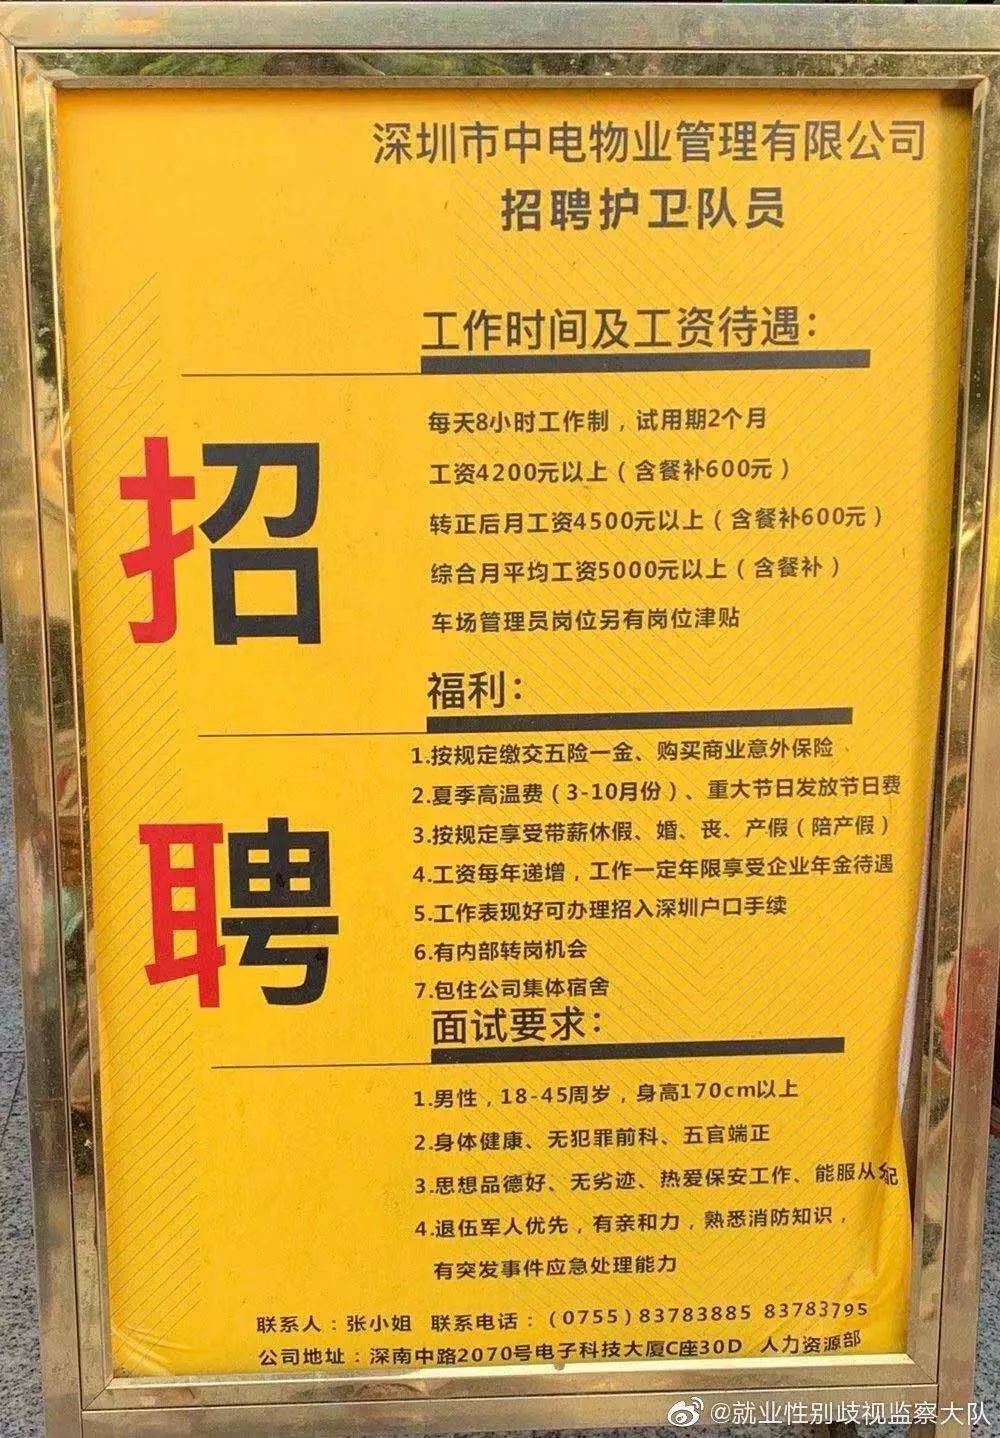 深圳市中电物业管理有限公司
招聘护卫队员
招聘
工作时间及工资待遇：
每天8小时工作制，试用期2个月
工资4200元以上（含餐补600元）
转正后月工资4500元以上（含餐补600元）
综合月平均工资5000元以上（含餐补）
车场管理员岗位另有岗位津贴
福利：
1.按规定缴交五险一金、购买商业意外保险
2.夏季高温费（3-10月份）、重大节日发放节日费
3.按规定享受带薪休假、婚、丧、产假（陪产假）
4.工资每年递增，工作一定年限享受企业年金待遇
5.工作表现好可办理招入深圳户口手续
6.有内部转岗机会
7.包住公司集体宿舍
面试要求：
1.男性，18-45周岁，身高170cm以上
2.身体健康、无犯罪前科、五官端正
3.思想品德好、无劣迹、热爱保安工作、能服从纪
4.退伍军人优先，有亲和力，熟悉消防知识，
有突发事件应急处理能力
联系人：张小姐 联系电话：（0755）83783885 83783795
公司地址：深南中路2070号电子科技大厦C座30D 人力资源部
@就业性别歧视监察大队